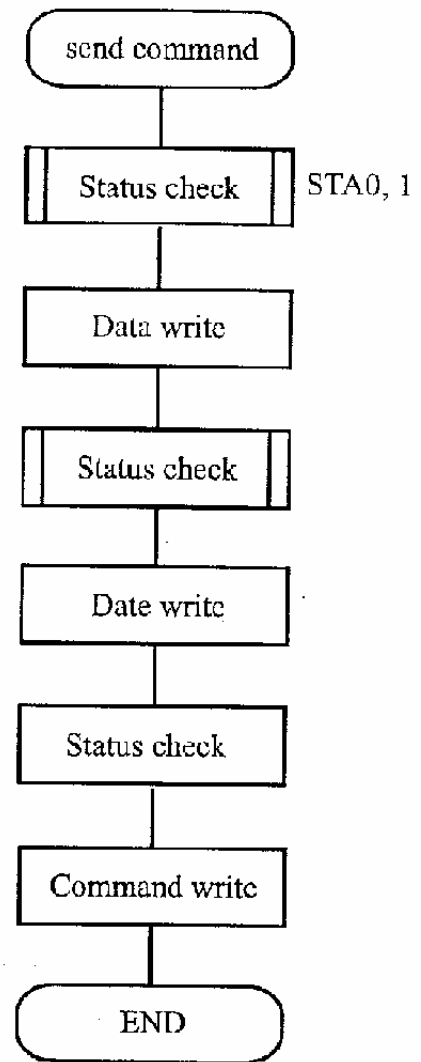 send command
Status check STA0, 1
Data write
Status check
Date write
Status check
Command write
END